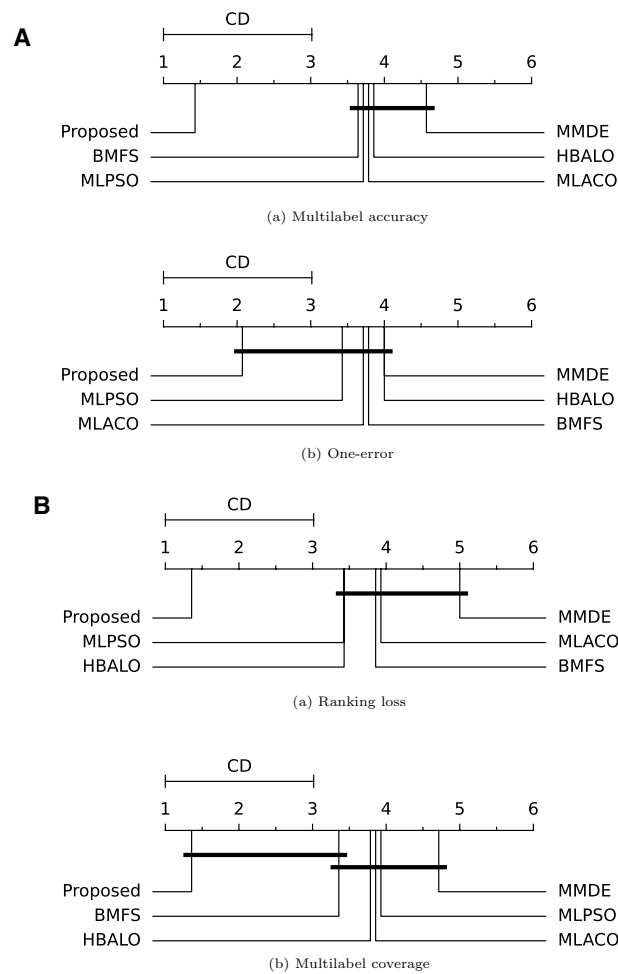 A
CD
1 2 3 4 5 6
Proposed MMDE
BMFS HBALO
MLPSO MLACO
(a) Multilabel accuracy
CD
1 2 3 4 5 6
Proposed MMDE
MLPSO HBALO
MLACO BMFS
(b) One-error
B
CD
1 2 3 4 5 6
Proposed MMDE
MLPSO MLACO
HBALO BMFS
(a) Ranking loss
CD
1 2 3 4 5 6
Proposed MMDE
BMFS MLPSO
HBALO MLACO
(b) Multilabel coverage